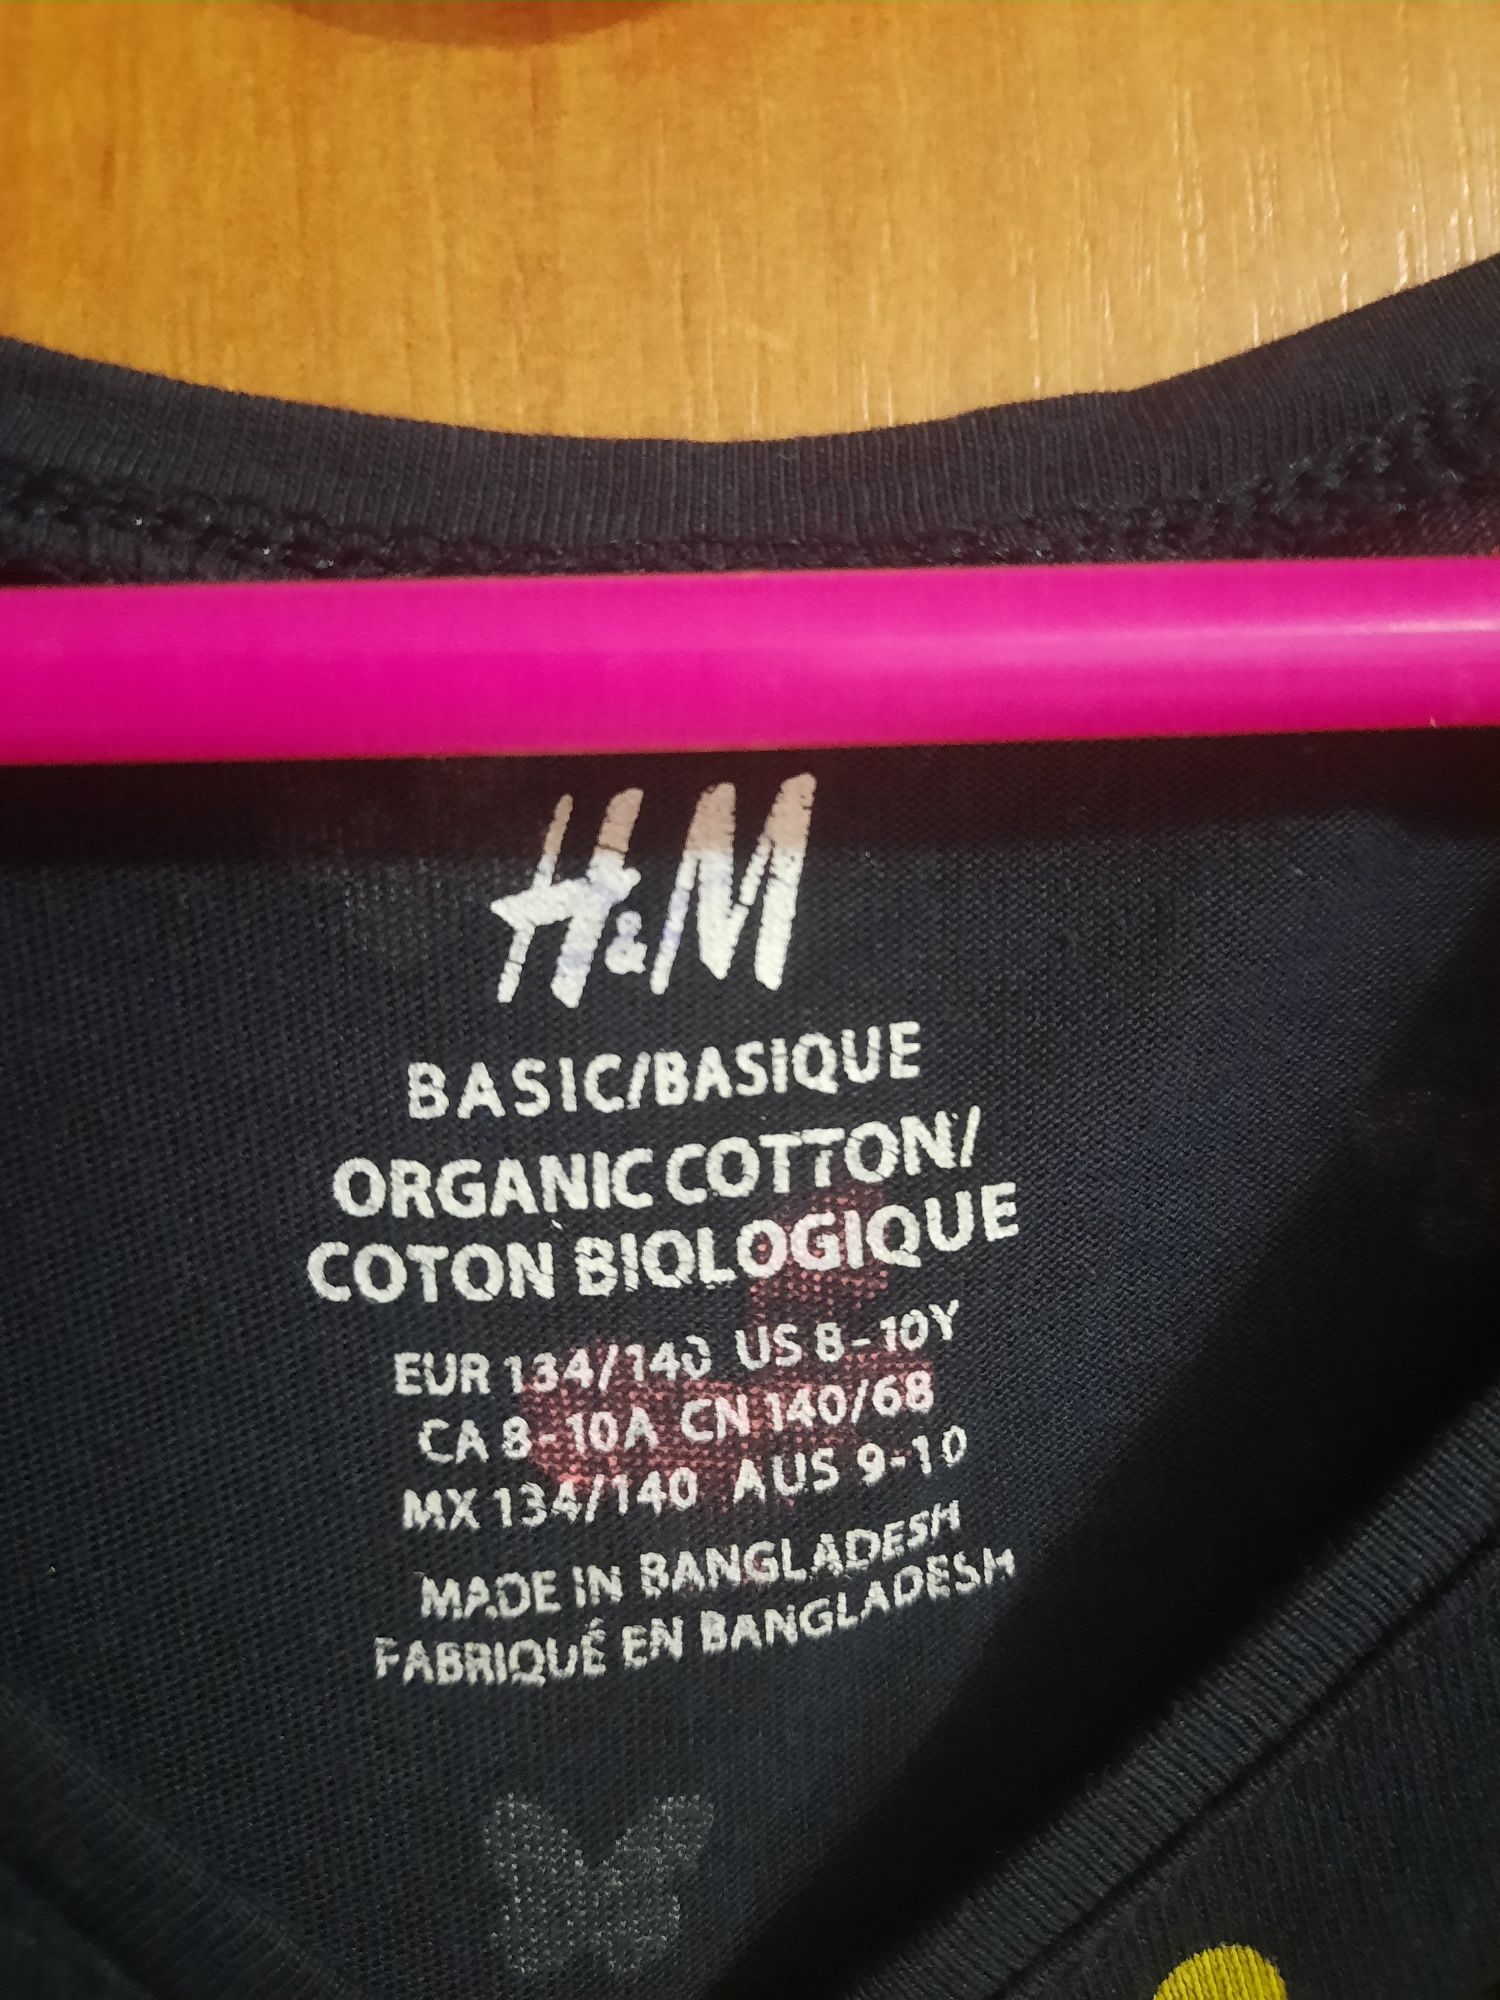 H&M
BASIC/BASIQUE
ORGANIC COTTON/
COTON BIOLOGIQUE
EUR 134/140 US 8-10Y
CA 8-10A CN 140/68
MX 134/140 AUS 9-10
MADE IN BANGLADESH
FABRIQUÉ EN BANGLADESH